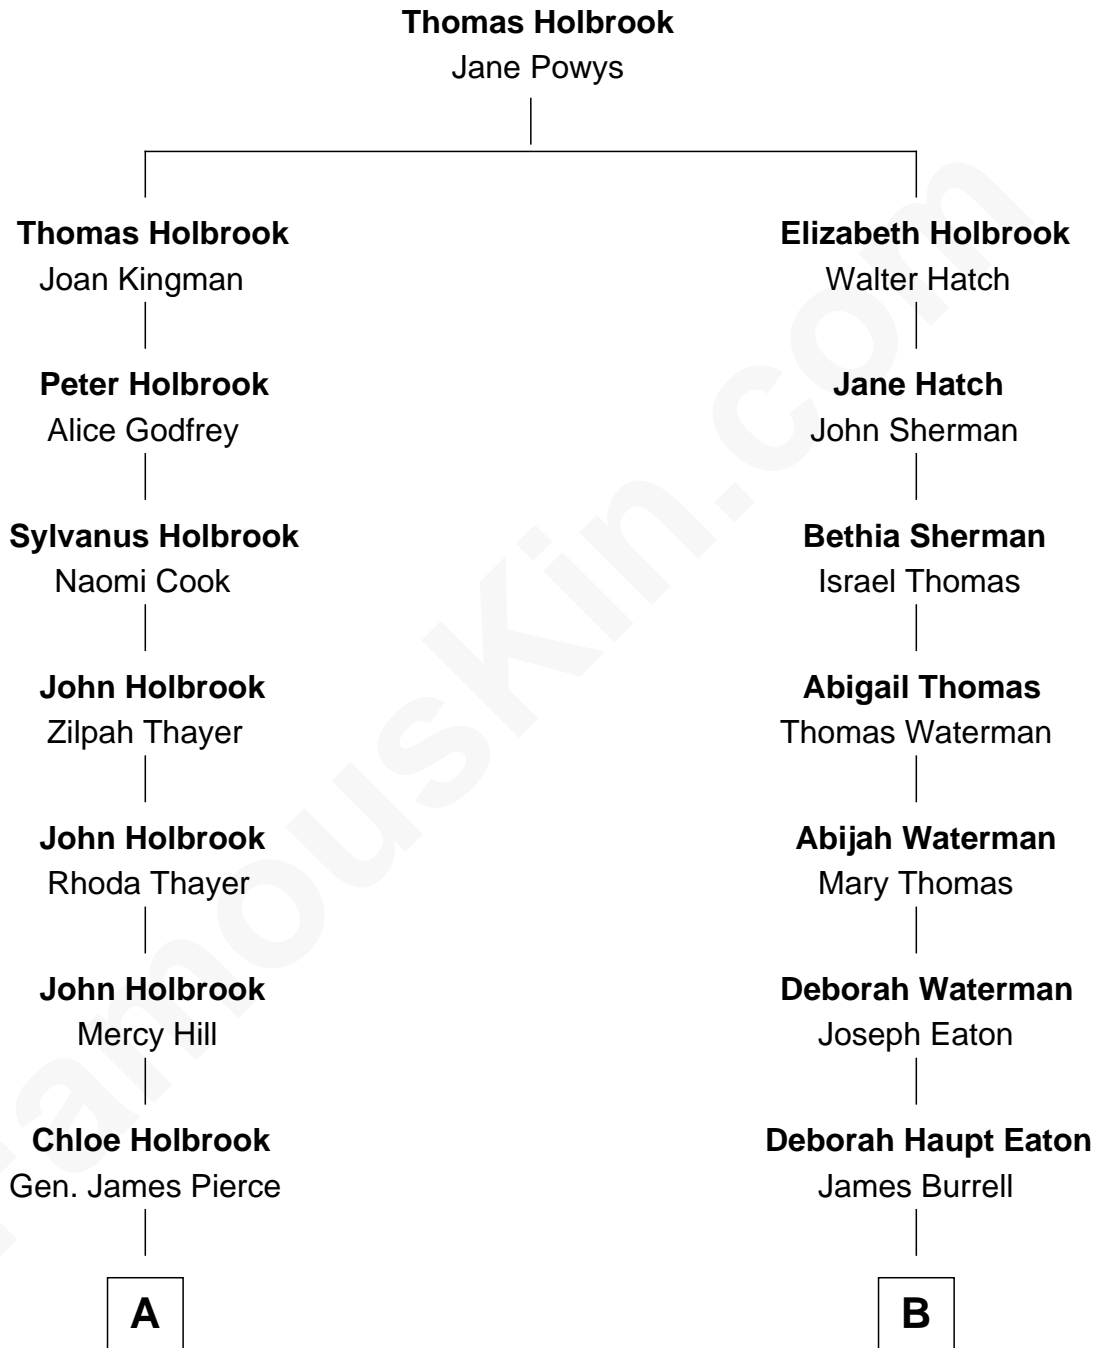 Thomas Holbrook
Jane Powys
Thomas Holbrook
Joan Kingman
Elizabeth Holbrook
Walter Hatch
Peter Holbrook
Alice Godfrey
Jane Hatch
John Sherman
Sylvanus Holbrook
Naomi Cook
Bethia Sherman
Israel Thomas
John Holbrook
Zilpah Thayer
Abigail Thomas
Thomas Waterman
John Holbrook
Rhoda Thayer
Abijah Waterman
Mary Thomas
John Holbrook
Mercy Hill
Deborah Waterman
Joseph Eaton
Chloe Holbrook
Gen. James Pierce
Deborah Haupt Eaton
James Burrell
A
B
FamousKin.com